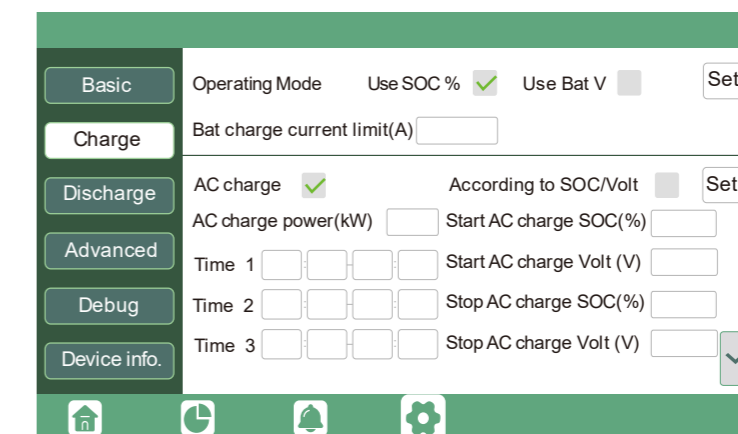 Basic
Charge
Discharge
Advanced
Debug
Device info.
Operating Mode Use SOC % Use Bat V Set
Bat charge current limit(A)
AC charge According to SOC/Volt Set
AC charge power(kW) Start AC charge SOC(%)
Time 1 : - : Start AC charge Volt (V)
Time 2 : - : Stop AC charge SOC(%)
Time 3 : - : Stop AC charge Volt (V)